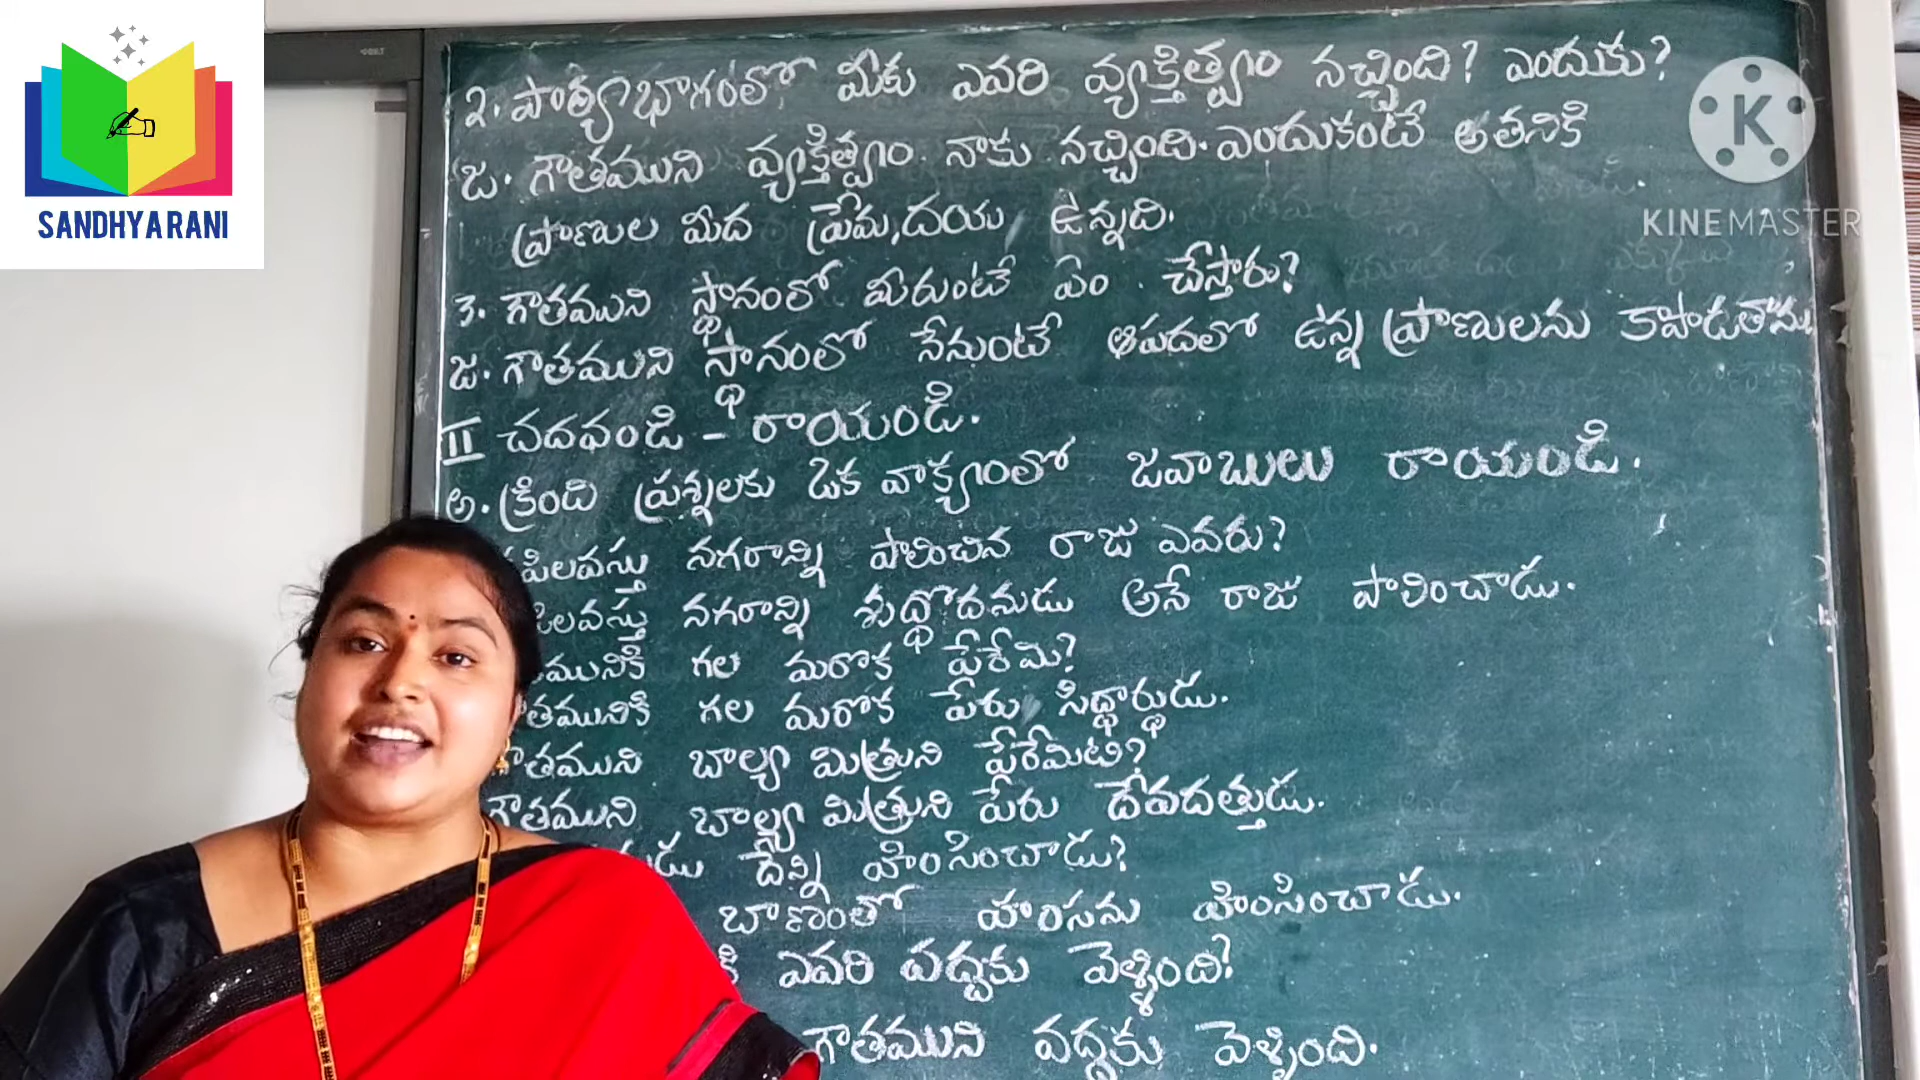 SANDHYARANI
KINEMASTER
2. పాఠ్యభాగంలో మీకు ఎవరి వ్యక్తిత్వం నచ్చింది? ఎందుకు?
జ. గౌతముని వ్యక్తిత్వం నాకు నచ్చింది. ఎందుకంటే అతనికి
ప్రాణుల మీద ప్రేమ, దయ ఉన్నది.
3. గౌతముని స్థానంలో మీరుంటే ఏం చేస్తారు?
జ. గౌతముని స్థానంలో నేనుంటే ఆపదలో ఉన్న ప్రాణులను కాపాడతాను
II చదవండి - రాయండి.
అ. క్రింది ప్రశ్నలకు ఒక వాక్యంలో జవాబులు రాయండి.
పిలవస్తు నగరాన్ని పాలించిన రాజు ఎవరు?
పిలవస్తు నగరాన్ని శుద్ధోదనుడు అనే రాజు పాలించాడు.
మునికి గల మరొక పేరేమి?
తమునికి గల మరొక పేరు సిద్ధార్థుడు.
గౌతముని బాల్య మిత్రుని పేరేమిటి?
గౌతముని బాల్య మిత్రుని పేరు దేవదత్తుడు.
డు దేన్ని హింసించాడు?
బాణంతో హంసను హింసించాడు.
కి ఎవరి వద్దకు వెళ్ళింది?
గౌతముని వద్దకు వెళ్ళింది.